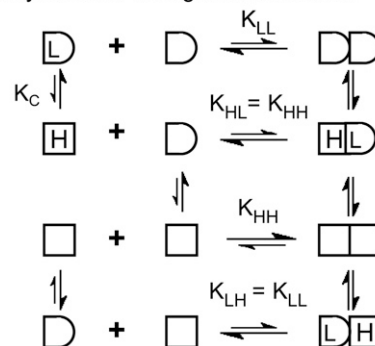 L + K_LL
K_C K_HL = K_HH
H + H L
K_HH
+
K_LH = K_LL
+ L H